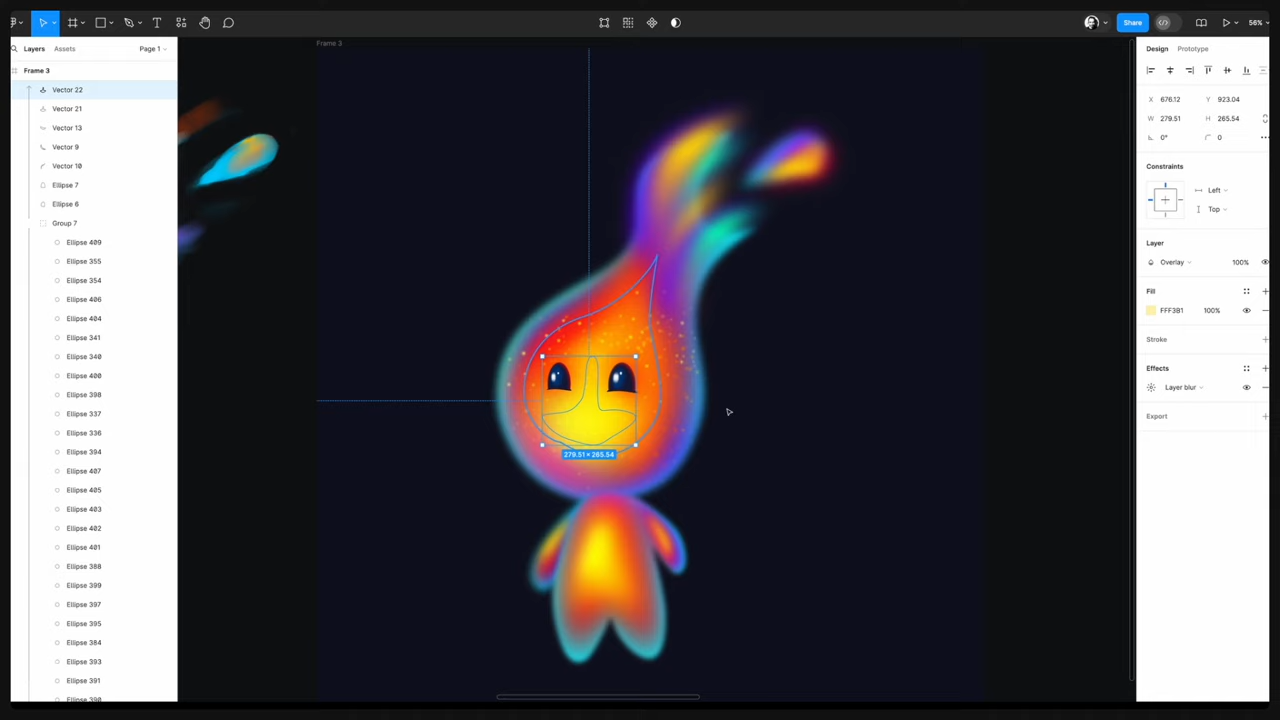 Share
56%
Layers
Assets
Page 1
Frame 3
Vector 22
Vector 21
Vector 13
Vector 9
Vector 10
Ellipse 7
Ellipse 6
Group 7
Ellipse 409
Ellipse 355
Ellipse 354
Ellipse 406
Ellipse 404
Ellipse 341
Ellipse 340
Ellipse 400
Ellipse 398
Ellipse 337
Ellipse 336
Ellipse 394
Ellipse 407
Ellipse 405
Ellipse 403
Ellipse 402
Ellipse 401
Ellipse 388
Ellipse 399
Ellipse 397
Ellipse 395
Ellipse 384
Ellipse 393
Ellipse 391
Ellipse 390
Frame 3
279.51 × 265.54
Design
Prototype
X 676.12 Y 923.04
W 279.51 H 265.54
0° 0
Constraints
Left
Top
Layer
Overlay 100%
Fill
FFF3B1 100%
Stroke
Effects
Layer blur
Export